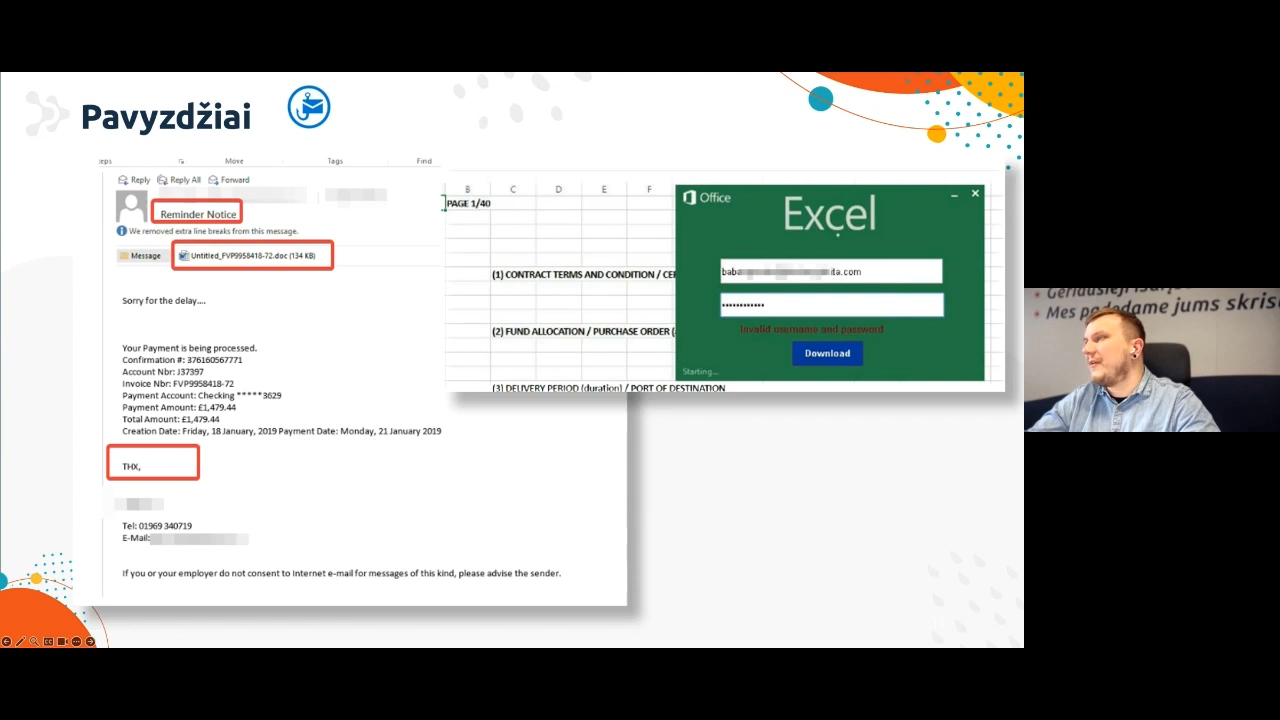 Pavyzdžiai
Move
Tags
Find
Reply Reply All Forward
Reminder Notice
We removed extra line breaks from this message.
Message Untitled_FVP9958418-72.doc (134 KB)
Sorry for the delay....
Your Payment is being processed.
Confirmation #: 376160567771
Account Nbr: J37397
Invoice Nbr: FVP9958418-72
Payment Account: Checking *****3629
Payment Amount: £1,479.44
Total Amount: £1,479.44
Creation Date: Friday, 18 January, 2019 Payment Date: Monday, 21 January 2019
THX,
Tel: 01969 340719
E-Mail:
If you or your employer do not consent to Internet e-mail for messages of this kind, please advise the sender.
B C D E F
PAGE 1/40
(1) CONTRACT TERMS AND CONDITION /
(2) FUND ALLOCATION / PURCHASE ORDER
(3) DELIVERY PERIOD (duration) / PORT OF DESTINATION
Office
Excel
Invalid username and password
Download
Starting...
Mes padedame jums